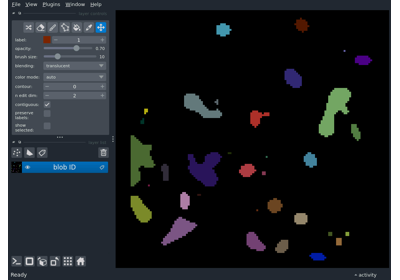 File View Plugins Window Help
label: 1
opacity: 0.70
brush size: 10
blending: translucent
color mode: auto
contour: 0
n edit dim: 2
contiguous: ✓
preserve labels:
show selected:
blob ID
Ready
activity